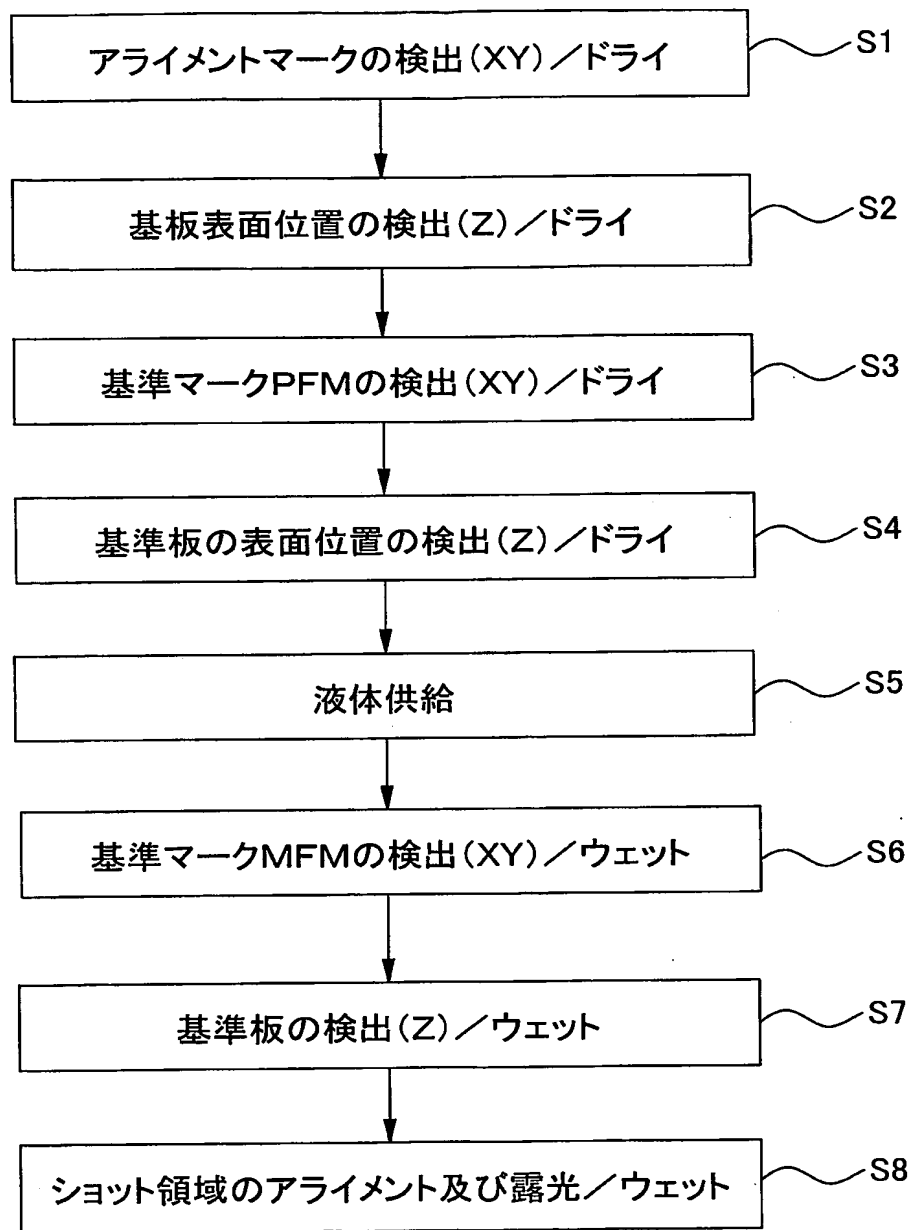 アライメントマークの検出(XY)／ドライ
S1
基板表面位置の検出(Z)／ドライ
S2
基準マークPFMの検出(XY)／ドライ
S3
基準板の表面位置の検出(Z)／ドライ
S4
液体供給
S5
基準マークMFMの検出(XY)／ウェット
S6
基準板の検出(Z)／ウェット
S7
ショット領域のアライメント及び露光／ウェット
S8